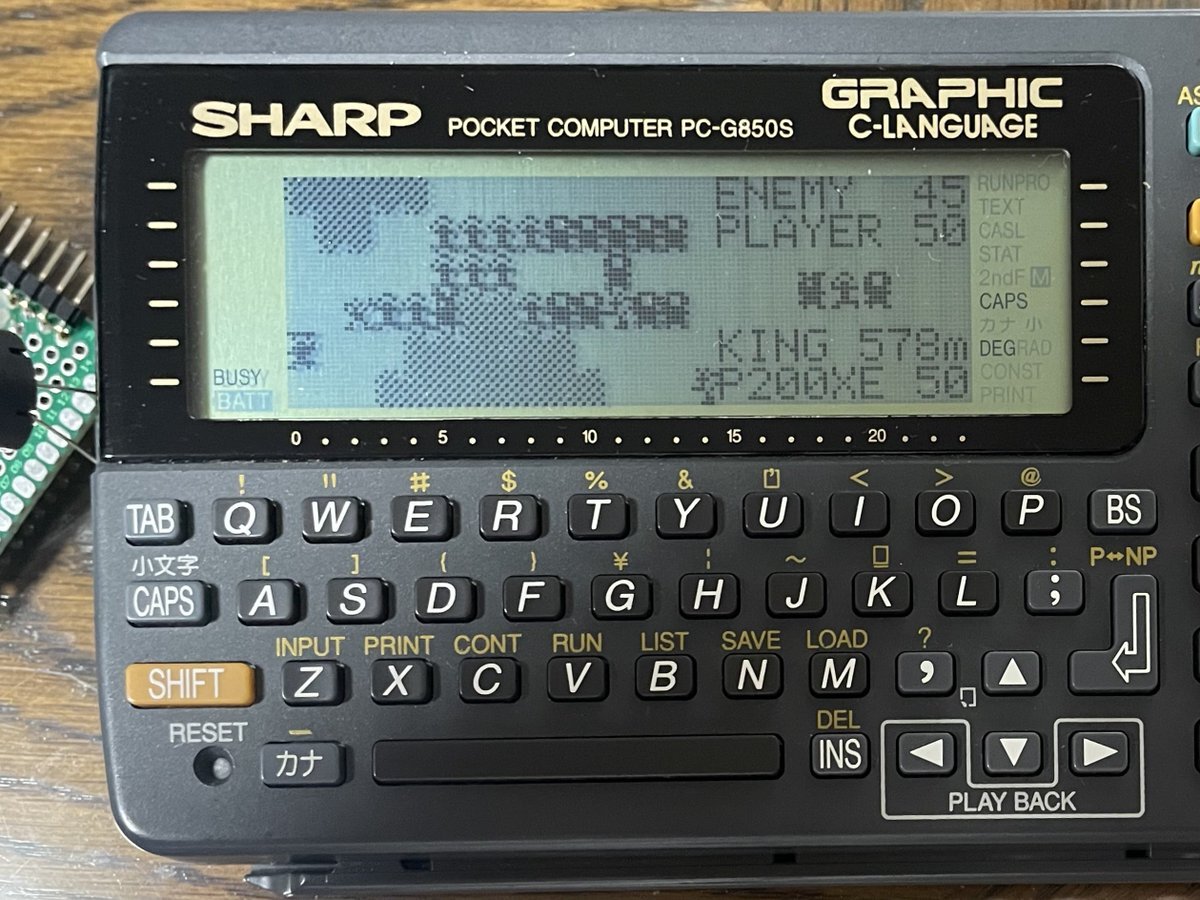 SHARP POCKET COMPUTER PC-G850S
GRAPHIC
C-LANGUAGE
AS
ENEMY 45
PLAYER 50
KING 578m
P200XE 50
RUNPRO
TEXT
CASL
STAT
2ndF M
CAPS
カナ 小
DEGRAD
CONST
PRINT
BUSY
BATT
0 5 10 15 20
! " # $ % & ['] < > @
TAB Q W E R T Y U I O P BS
小文字 [ ] { } ¥ ¦ ~ = : P↔NP
CAPS A S D F G H J K L ;
INPUT PRINT CONT RUN LIST SAVE LOAD ?
SHIFT Z X C V B N M , ▲
RESET DEL
カナ INS ◀ ▼ ▶
PLAY BACK